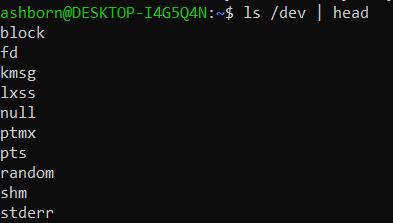 ashborn@DESKTOP-I4G5Q4N:~$ ls /dev | head
block
fd
kmsg
lxss
null
ptmx
pts
random
shm
stderr